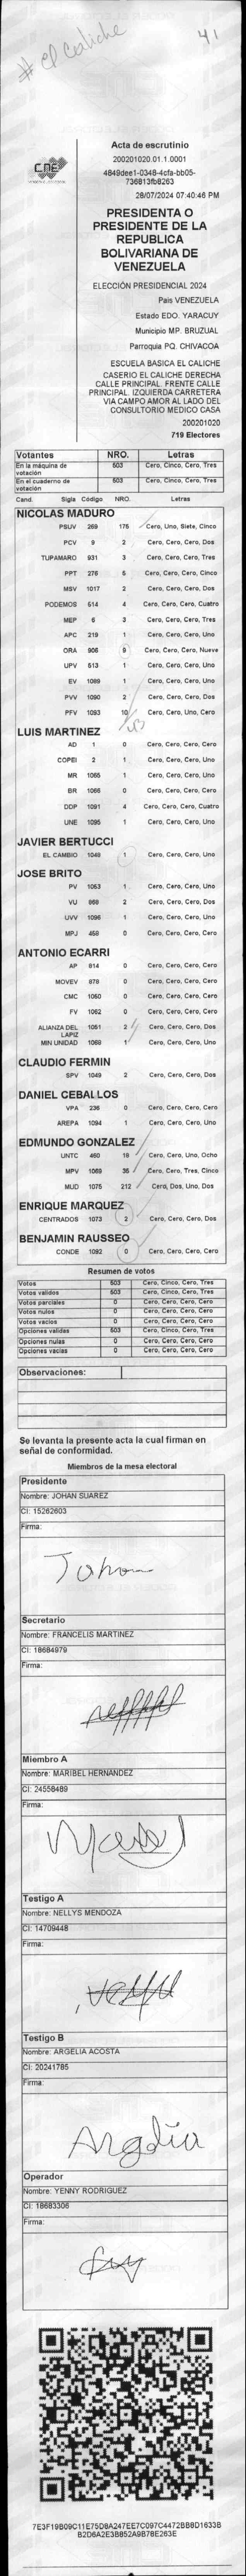 # el caliche
41
CNE
Acta de escrutinio
200201020.01.1.0001
4849dee1-0348-4cfa-bb05-
736813fb8263
28/07/2024 07:40:46 PM
PRESIDENTA O
PRESIDENTE DE LA
REPUBLICA
BOLIVARIANA DE
VENEZUELA
ELECCIÓN PRESIDENCIAL 2024
Pais VENEZUELA
Estado EDO. YARACUY
Municipio MP. BRUZUAL
Parroquia PQ. CHIVACOA
ESCUELA BASICA EL CALICHE
CASERIO EL CALICHE DERECHA
CALLE PRINCIPAL. FRENTE CALLE
PRINCIPAL. IZQUIERDA CARRETERA
VIA CAMPO AMOR AL LADO DEL
CONSULTORIO MEDICO CASA
200201020
719 Electores
Votantes NRO. Letras
En la máquina de votación 503 Cero, Cinco, Cero, Tres
En el cuaderno de votación 503 Cero, Cinco, Cero, Tres
Cand. Sigla Código NRO. Letras
NICOLAS MADURO
PSUV 269 175 Cero, Uno, Siete, Cinco
PCV 9 2 Cero, Cero, Cero, Dos
TUPAMARO 931 3 Cero, Cero, Cero, Tres
PPT 276 5 Cero, Cero, Cero, Cinco
MSV 1017 2 Cero, Cero, Cero, Dos
PODEMOS 514 4 Cero, Cero, Cero, Cuatro
MEP 6 3 Cero, Cero, Cero, Tres
APC 219 1 Cero, Cero, Cero, Uno
ORA 906 9 Cero, Cero, Cero, Nueve
UPV 513 1 Cero, Cero, Cero, Uno
EV 1089 1 Cero, Cero, Cero, Uno
PVV 1090 2 Cero, Cero, Cero, Dos
PFV 1093 10 Cero, Cero, Uno, Cero
LUIS MARTINEZ
AD 1 0 Cero, Cero, Cero, Cero
COPEI 2 1 Cero, Cero, Cero, Uno
MR 1065 1 Cero, Cero, Cero, Uno
BR 1066 0 Cero, Cero, Cero, Cero
DDP 1091 4 Cero, Cero, Cero, Cuatro
UNE 1095 1 Cero, Cero, Cero, Uno
JAVIER BERTUCCI
EL CAMBIO 1048 1 Cero, Cero, Cero, Uno
JOSE BRITO
PV 1053 1 Cero, Cero, Cero, Uno
VU 969 2 Cero, Cero, Cero, Dos
UVV 1096 1 Cero, Cero, Cero, Uno
MPJ 459 0 Cero, Cero, Cero, Cero
ANTONIO ECARRI
AP 814 0 Cero, Cero, Cero, Cero
MOVEV 878 0 Cero, Cero, Cero, Cero
CMC 1050 0 Cero, Cero, Cero, Cero
FV 1052 0 Cero, Cero, Cero, Cero
ALIANZA DEL LAPIZ 1051 2 Cero, Cero, Cero, Dos
MIN UNIDAD 1068 1 Cero, Cero, Cero, Uno
CLAUDIO FERMIN
SPV 1049 2 Cero, Cero, Cero, Dos
DANIEL CEBALLOS
VPA 236 0 Cero, Cero, Cero, Cero
AREPA 1094 1 Cero, Cero, Cero, Uno
EDMUNDO GONZALEZ
UNTC 460 18 Cero, Cero, Uno, Ocho
MPV 1069 35 Cero, Cero, Tres, Cinco
MUD 1075 212 Cero, Dos, Uno, Dos
ENRIQUE MARQUEZ
CENTRADOS 1073 2 Cero, Cero, Cero, Dos
BENJAMIN RAUSSEO
CONDE 1092 0 Cero, Cero, Cero, Cero
Resumen de votos
Votos 503 Cero, Cinco, Cero, Tres
Votos validos 503 Cero, Cinco, Cero, Tres
Votos parciales 0 Cero, Cero, Cero, Cero
Votos nulos 0 Cero, Cero, Cero, Cero
Votos vacios 0 Cero, Cero, Cero, Cero
Opciones validas 503 Cero, Cinco, Cero, Tres
Opciones nulas 0 Cero, Cero, Cero, Cero
Opciones vacias 0 Cero, Cero, Cero, Cero
Observaciones:
Se levanta la presente acta la cual firman en
señal de conformidad.
Miembros de la mesa electoral
Presidente
Nombre: JOHAN SUAREZ
CI: 15262603
Firma:
Johan
Secretario
Nombre: FRANCELIS MARTINEZ
CI: 18684979
Firma:
Miembro A
Nombre: MARIBEL HERNANDEZ
CI: 24558489
Firma:
Testigo A
Nombre: NELLYS MENDOZA
CI: 14709448
Firma:
Testigo B
Nombre: ARGELIA ACOSTA
CI: 20241785
Firma:
Argelia
Operador
Nombre: YENNY RODRIGUEZ
CI: 18683306
Firma:
7E3F19B09C11E75D8A247EE7C097C4472BB8D1633B
B2D6A2E3B852A9B78E263E